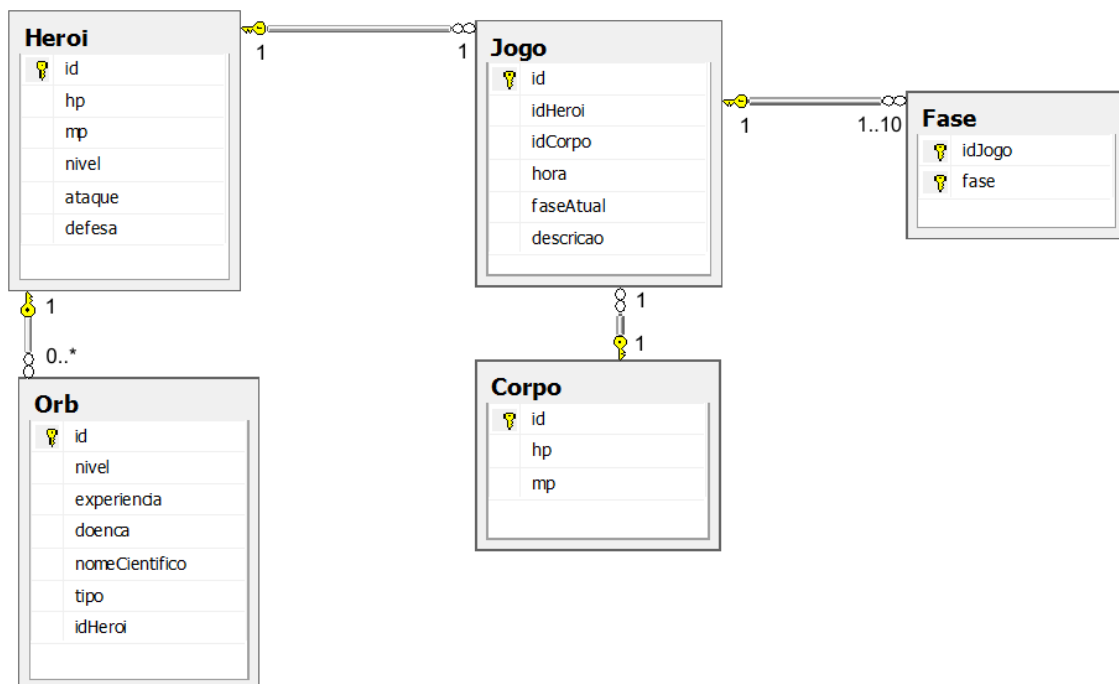 Heroi
id
hp
mp
nivel
ataque
defesa
1
1
Jogo
id
idHeroi
idCorpo
hora
faseAtual
descricao
1
1..10
Fase
idJogo
fase
1
0..*
Orb
id
nivel
experiencia
doenca
nomeCientifico
tipo
idHeroi
1
1
Corpo
id
hp
mp